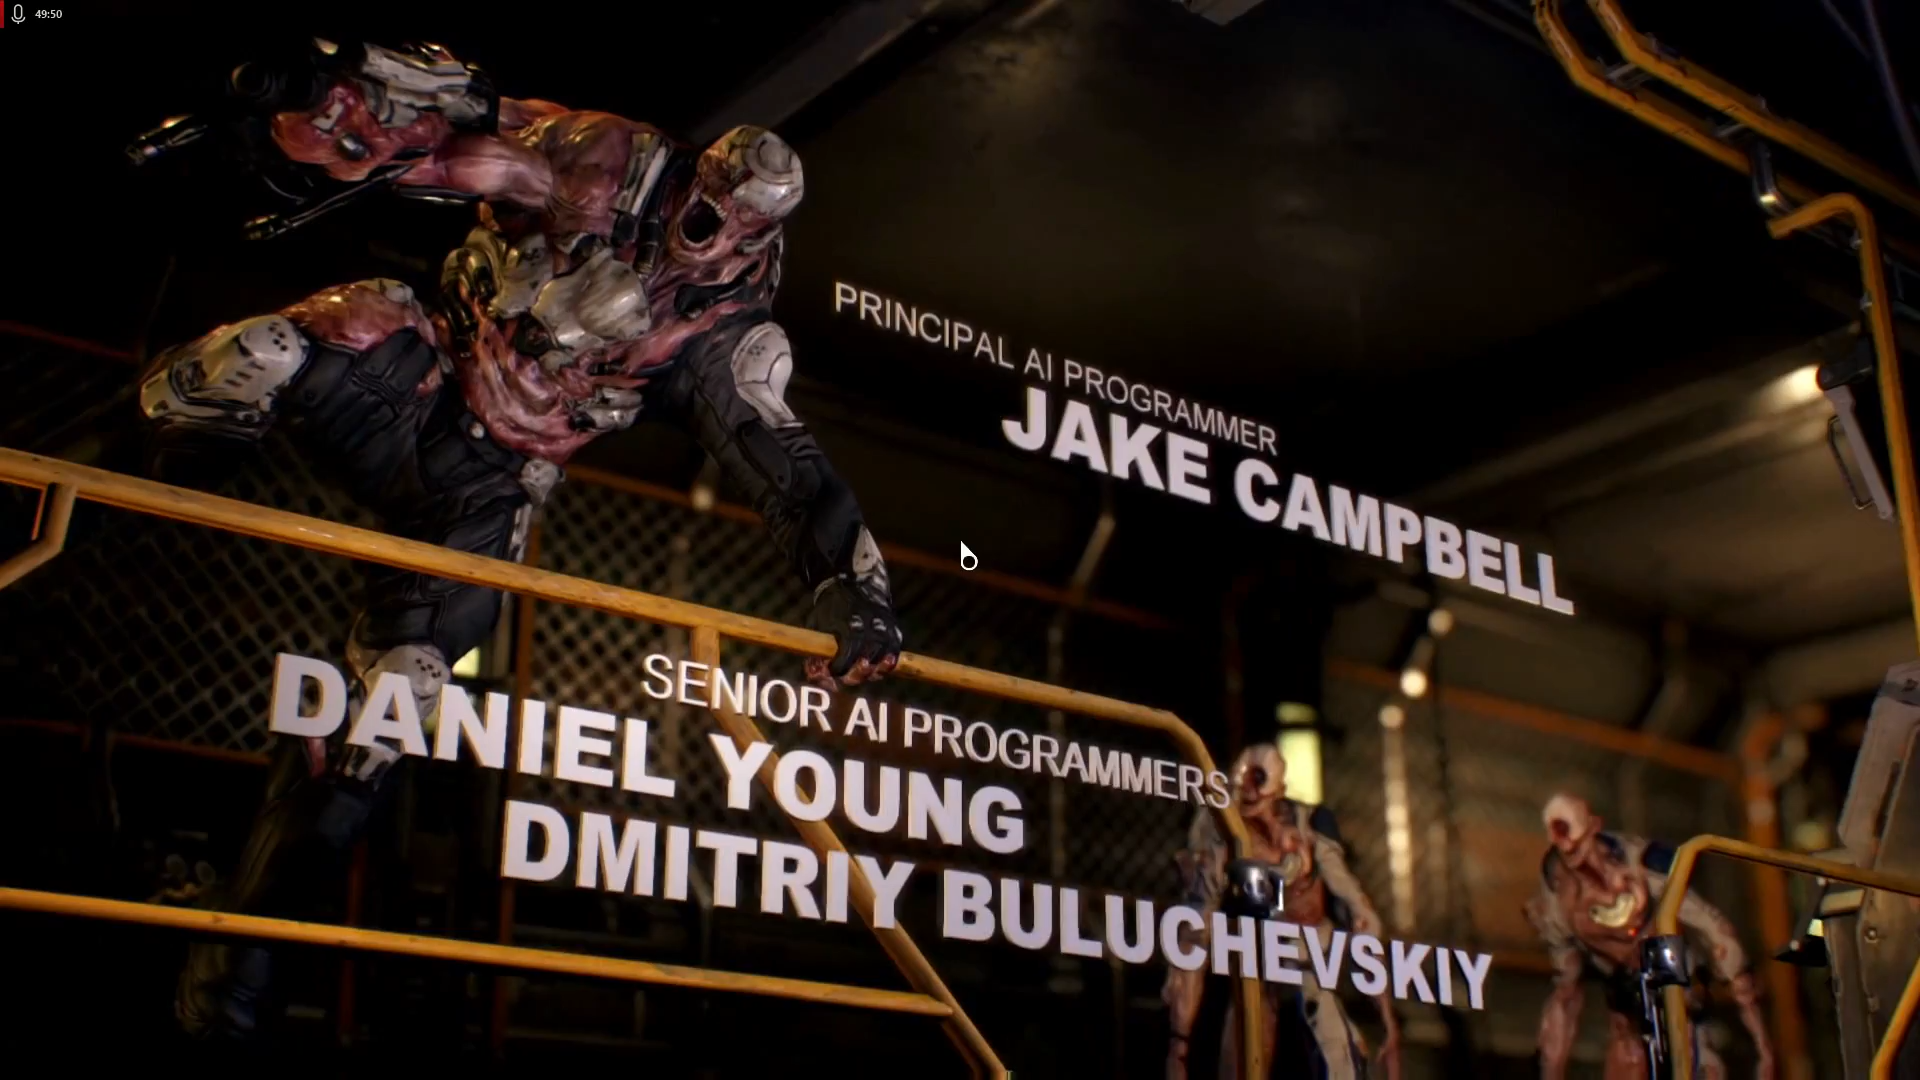 49:50
PRINCIPAL AI PROGRAMMER
JAKE CAMPBELL
SENIOR AI PROGRAMMERS
DANIEL YOUNG
DMITRIY BULUCHEVSKIY